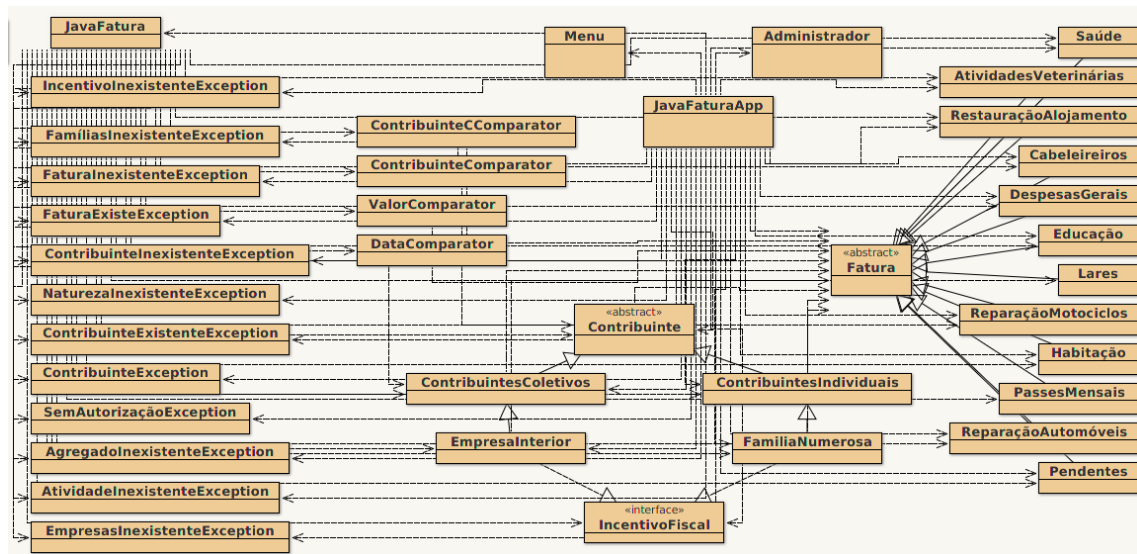 JavaFatura
Menu
Administrador
Saúde
IncentivoInexistenteException
AtividadesVeterinárias
JavaFaturaApp
RestauraçãoAlojamento
FamíliasInexistenteException
ContribuinteCComparator
Cabeleireiros
FaturaInexistenteException
ContribuinteComparator
DespesasGerais
FaturaExisteException
ValorComparator
Educação
ContribuinteInexistenteException
DataComparator
«abstract»
Fatura
Lares
NaturezaInexistenteException
«abstract»
Contribuinte
ReparaçãoMotociclos
ContribuinteExistenteException
Habitação
ContribuinteException
ContribuintesColetivos
ContribuintesIndividuais
PassesMensais
SemAutorizaçãoException
EmpresaInterior
FamiliaNumerosa
ReparaçãoAutomóveis
AgregadoInexistenteException
Pendentes
AtividadeInexistenteException
«interface»
IncentivoFiscal
EmpresasInexistenteException